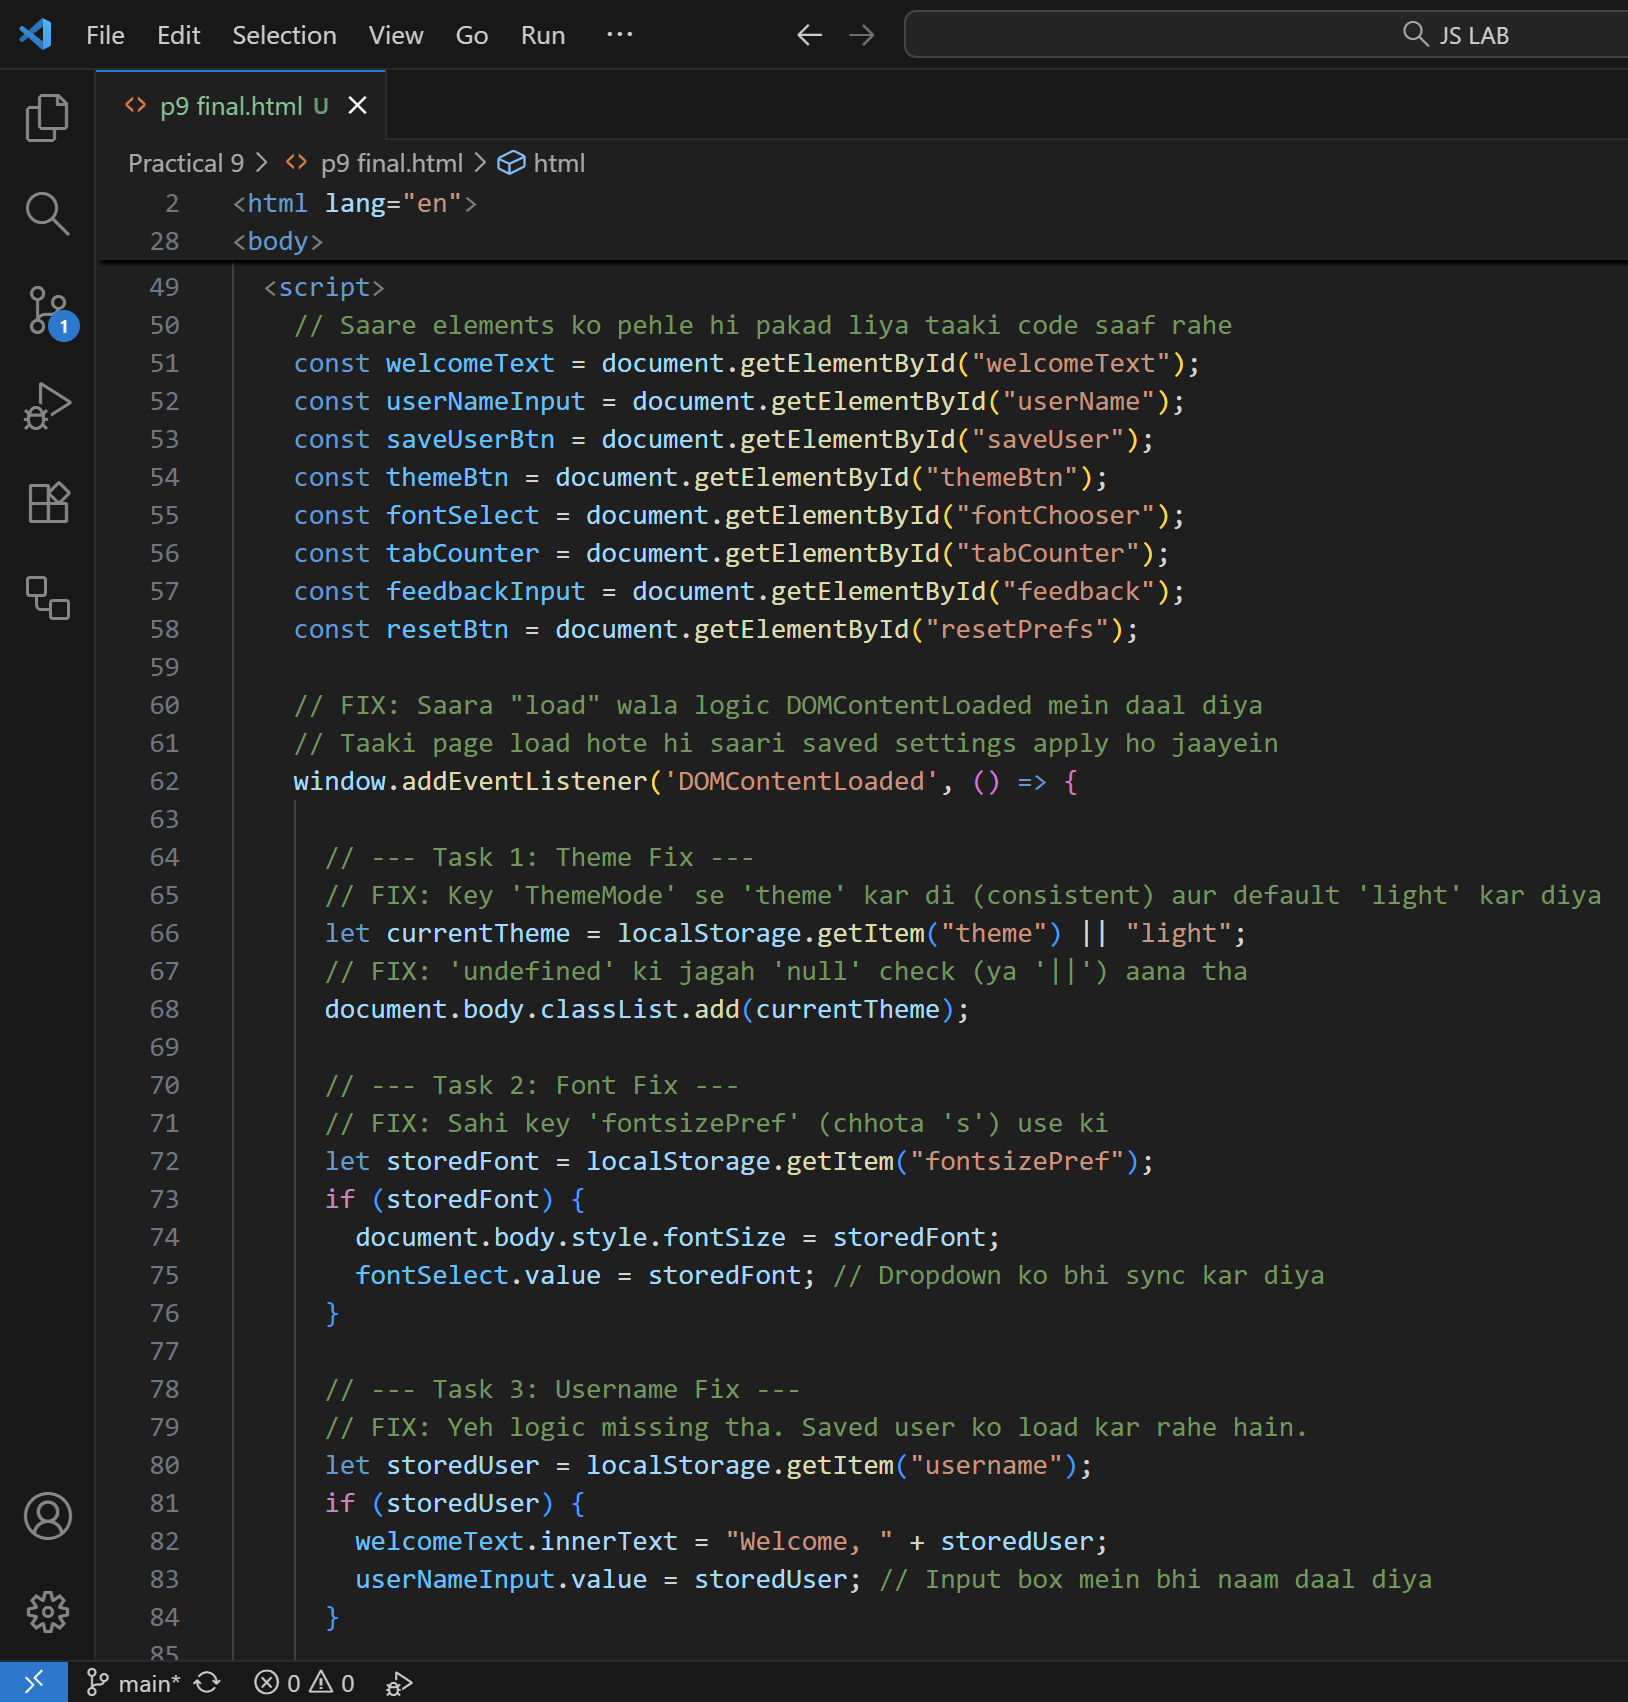 File Edit Selection View Go Run ··· JS LAB
p9 final.html U
Practical 9 > p9 final.html > html
2 <html lang="en">
28 <body>
49 <script>
50 // Saare elements ko pehle hi pakad liya taaki code saaf rahe
51 const welcomeText = document.getElementById("welcomeText");
52 const userNameInput = document.getElementById("userName");
53 const saveUserBtn = document.getElementById("saveUser");
54 const themeBtn = document.getElementById("themeBtn");
55 const fontSelect = document.getElementById("fontChooser");
56 const tabCounter = document.getElementById("tabCounter");
57 const feedbackInput = document.getElementById("feedback");
58 const resetBtn = document.getElementById("resetPrefs");
59
60 // FIX: Saara "load" wala logic DOMContentLoaded mein daal diya
61 // Taaki page load hote hi saari saved settings apply ho jaayein
62 window.addEventListener('DOMContentLoaded', () => {
63
64 // --- Task 1: Theme Fix ---
65 // FIX: Key 'ThemeMode' se 'theme' kar di (consistent) aur default 'light' kar diya
66 let currentTheme = localStorage.getItem("theme") || "light";
67 // FIX: 'undefined' ki jagah 'null' check (ya '||') aana tha
68 document.body.classList.add(currentTheme);
69
70 // --- Task 2: Font Fix ---
71 // FIX: Sahi key 'fontsizePref' (chhota 's') use ki
72 let storedFont = localStorage.getItem("fontsizePref");
73 if (storedFont) {
74 document.body.style.fontSize = storedFont;
75 fontSelect.value = storedFont; // Dropdown ko bhi sync kar diya
76 }
77
78 // --- Task 3: Username Fix ---
79 // FIX: Yeh logic missing tha. Saved user ko load kar rahe hain.
80 let storedUser = localStorage.getItem("username");
81 if (storedUser) {
82 welcomeText.innerText = "Welcome, " + storedUser;
83 userNameInput.value = storedUser; // Input box mein bhi naam daal diya
84 }
85
1
main* 0 0